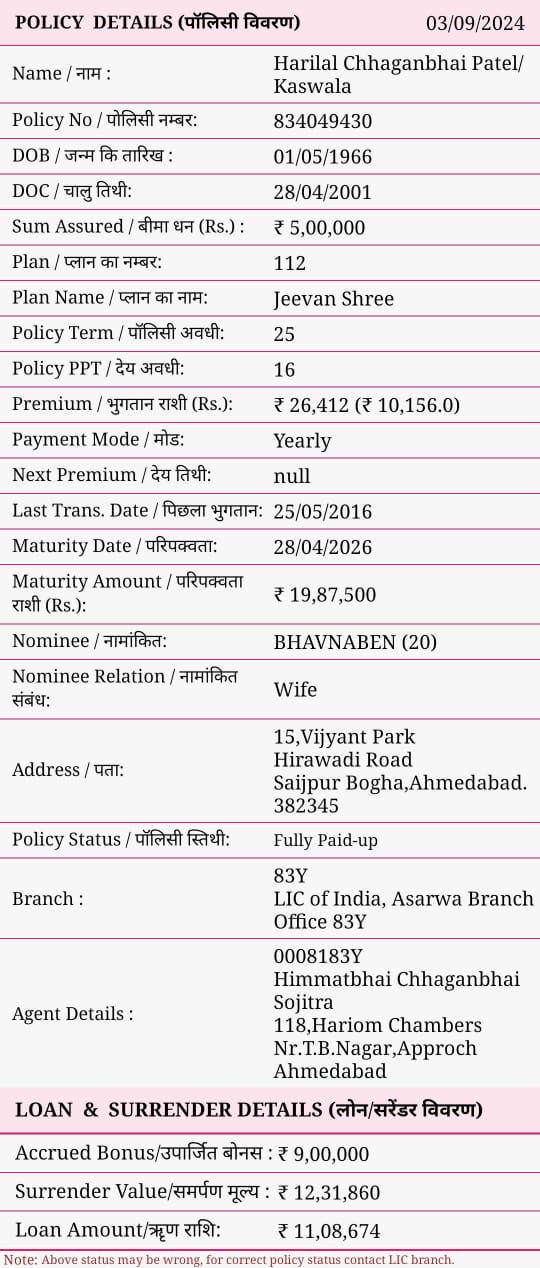 POLICY DETAILS (पॉलिसी विवरण) 03/09/2024
Name / नाम : Harilal Chhaganbhai Patel/
Kaswala
Policy No / पोलिसी नम्बर: 834049430
DOB / जन्म कि तारिख : 01/05/1966
DOC / चालु तिथी: 28/04/2001
Sum Assured / बीमा धन (Rs.) : ₹ 5,00,000
Plan / प्लान का नम्बर: 112
Plan Name / प्लान का नाम: Jeevan Shree
Policy Term / पॉलिसी अवधी: 25
Policy PPT / देय अवधी: 16
Premium / भुगतान राशी (Rs.): ₹ 26,412 (₹ 10,156.0)
Payment Mode / मोड: Yearly
Next Premium / देय तिथी: null
Last Trans. Date / पिछला भुगतान: 25/05/2016
Maturity Date / परिपक्वता: 28/04/2026
Maturity Amount / परिपक्वता
राशी (Rs.): ₹ 19,87,500
Nominee / नामांकित: BHAVNABEN (20)
Nominee Relation / नामांकित
संबंध: Wife
Address / पता: 15,Vijyant Park
Hirawadi Road
Saijpur Bogha,Ahmedabad.
382345
Policy Status / पॉलिसी स्तिथी: Fully Paid-up
Branch : 83Y
LIC of India, Asarwa Branch
Office 83Y
Agent Details : 0008183Y
Himmatbhai Chhaganbhai
Sojitra
118,Hariom Chambers
Nr.T.B.Nagar,Approch
Ahmedabad
LOAN & SURRENDER DETAILS (लोन/सरेंडर विवरण)
Accrued Bonus/उपार्जित बोनस : ₹ 9,00,000
Surrender Value/समर्पण मूल्य : ₹ 12,31,860
Loan Amount/ऋण राशि: ₹ 11,08,674
Note: Above status may be wrong, for correct policy status contact LIC branch.